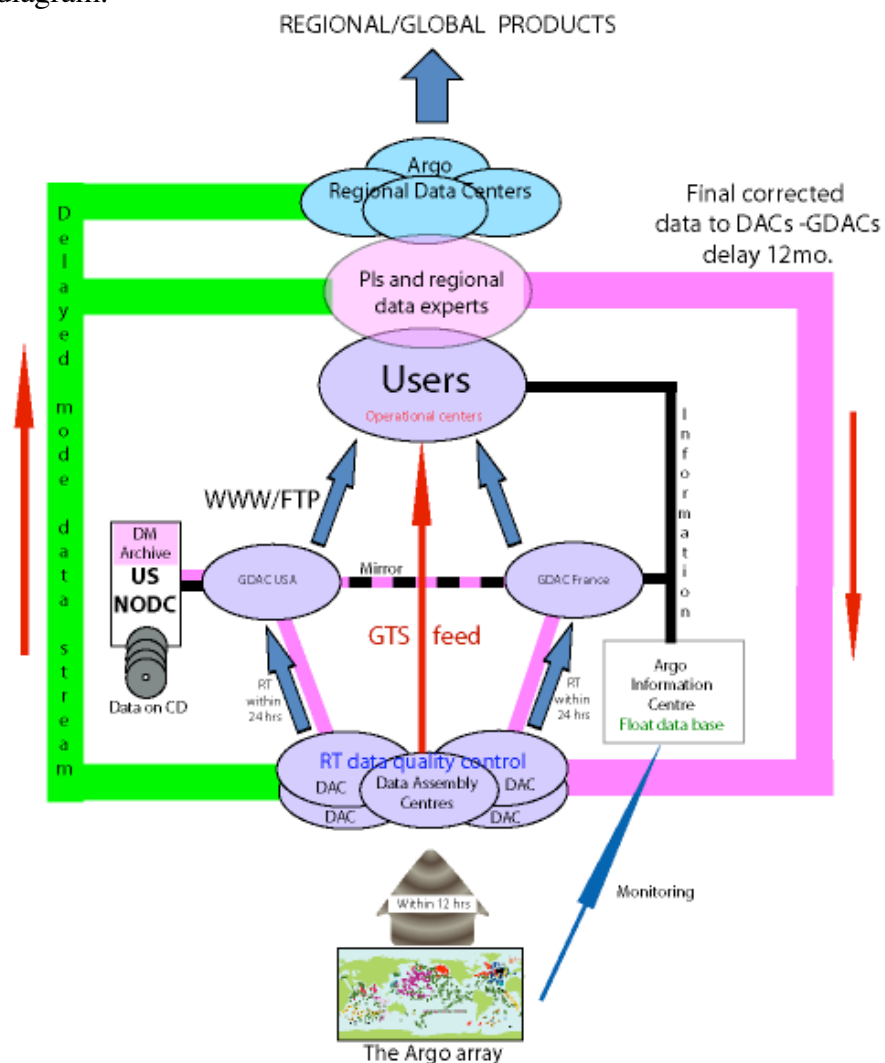 diagram.
REGIONAL/GLOBAL PRODUCTS
Argo
Regional Data Centers
Final corrected
data to DACs -GDACs
delay 12mo.
PIs and regional
data experts
Users
Operational centers
Delayed mode data stream
Information
WWW/FTP
DM
Archive
US
NODC
Data on CD
GDAC USA
Mirror
GDAC France
GTS feed
RT
within
24 hrs
RT
within
24 hrs
Argo
Information
Centre
Float data base
RT data quality control
DAC
Data Assembly
Centres
DAC
DAC
DAC
Within 12 hrs
Monitoring
The Argo array